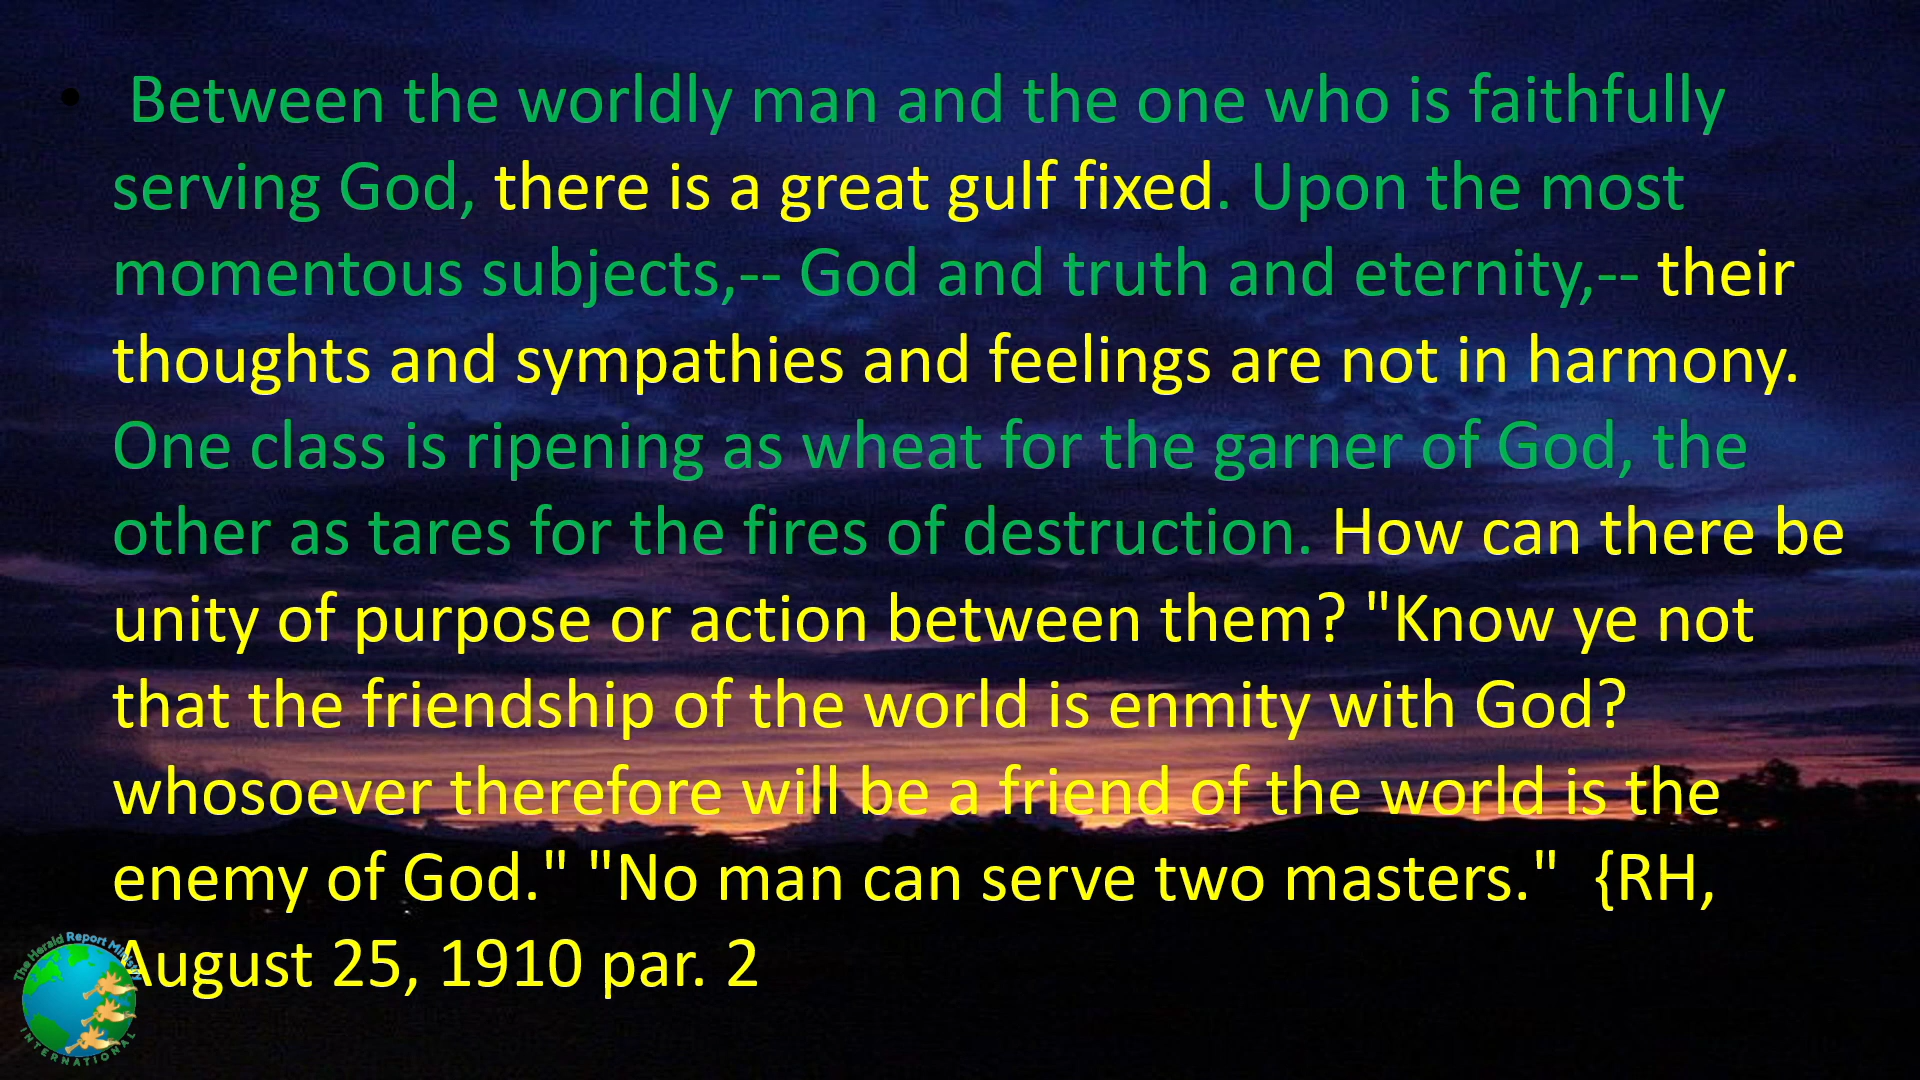 • Between the worldly man and the one who is faithfully
serving God, there is a great gulf fixed. Upon the most
momentous subjects,-- God and truth and eternity,-- their
thoughts and sympathies and feelings are not in harmony.
One class is ripening as wheat for the garner of God, the
other as tares for the fires of destruction. How can there be
unity of purpose or action between them? "Know ye not
that the friendship of the world is enmity with God?
whosoever therefore will be a friend of the world is the
enemy of God." "No man can serve two masters."  {RH,
August 25, 1910 par. 2
The Herald Report Ministry
INTERNATIONAL